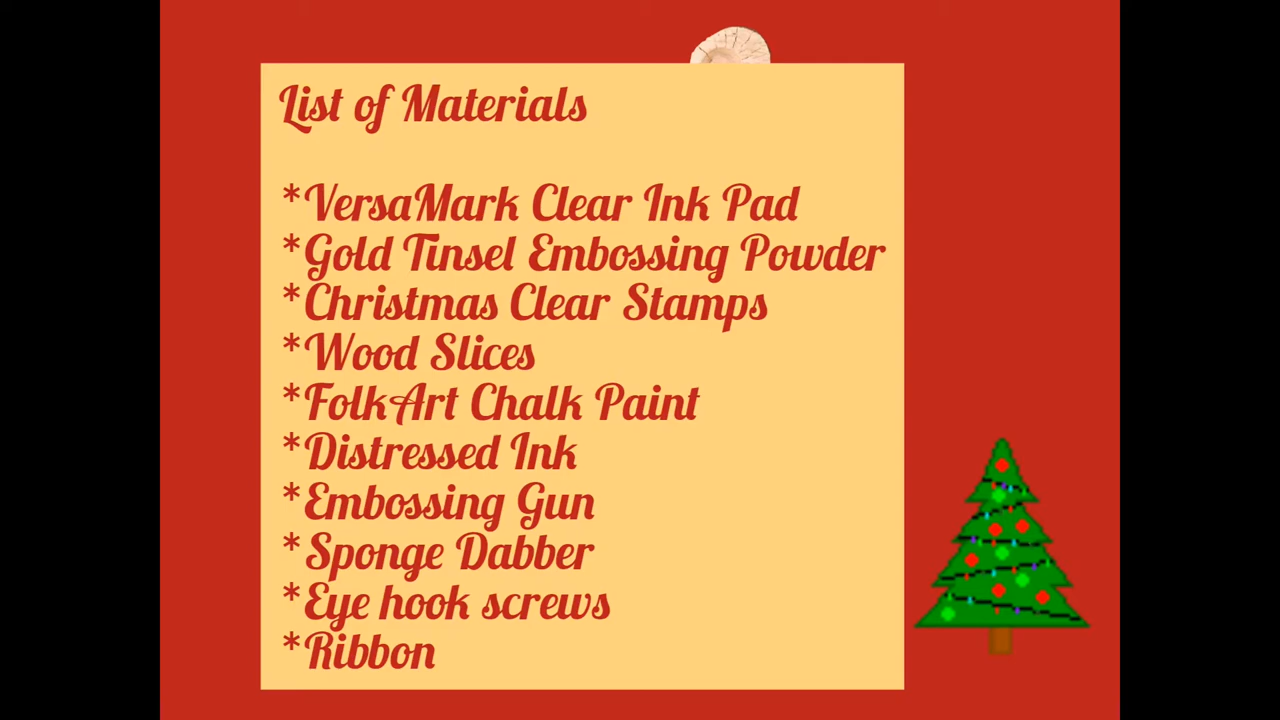 List of Materials
*VersaMark Clear Ink Pad
*Gold Tinsel Embossing Powder
*Christmas Clear Stamps
*Wood Slices
*FolkArt Chalk Paint
*Distressed Ink
*Embossing Gun
*Sponge Dabber
*Eye hook screws
*Ribbon